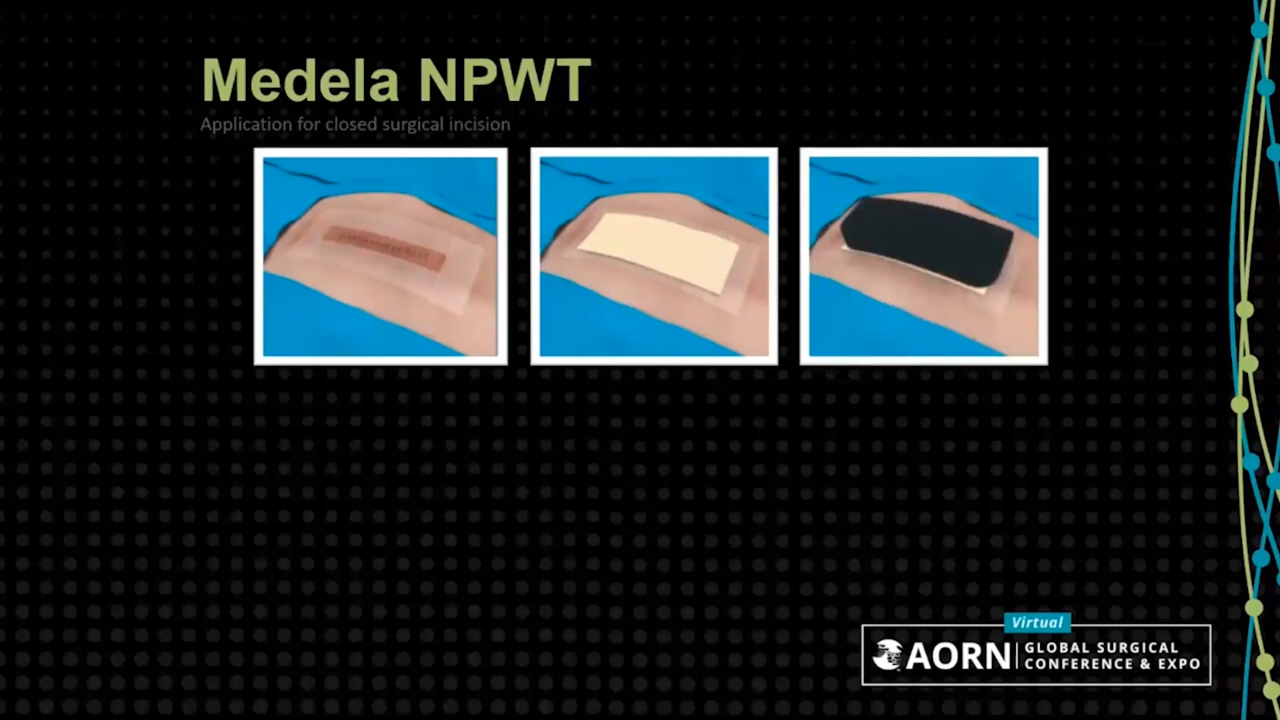 Medela NPWT
Application for closed surgical incision
Virtual
AORN
GLOBAL SURGICAL
CONFERENCE & EXPO